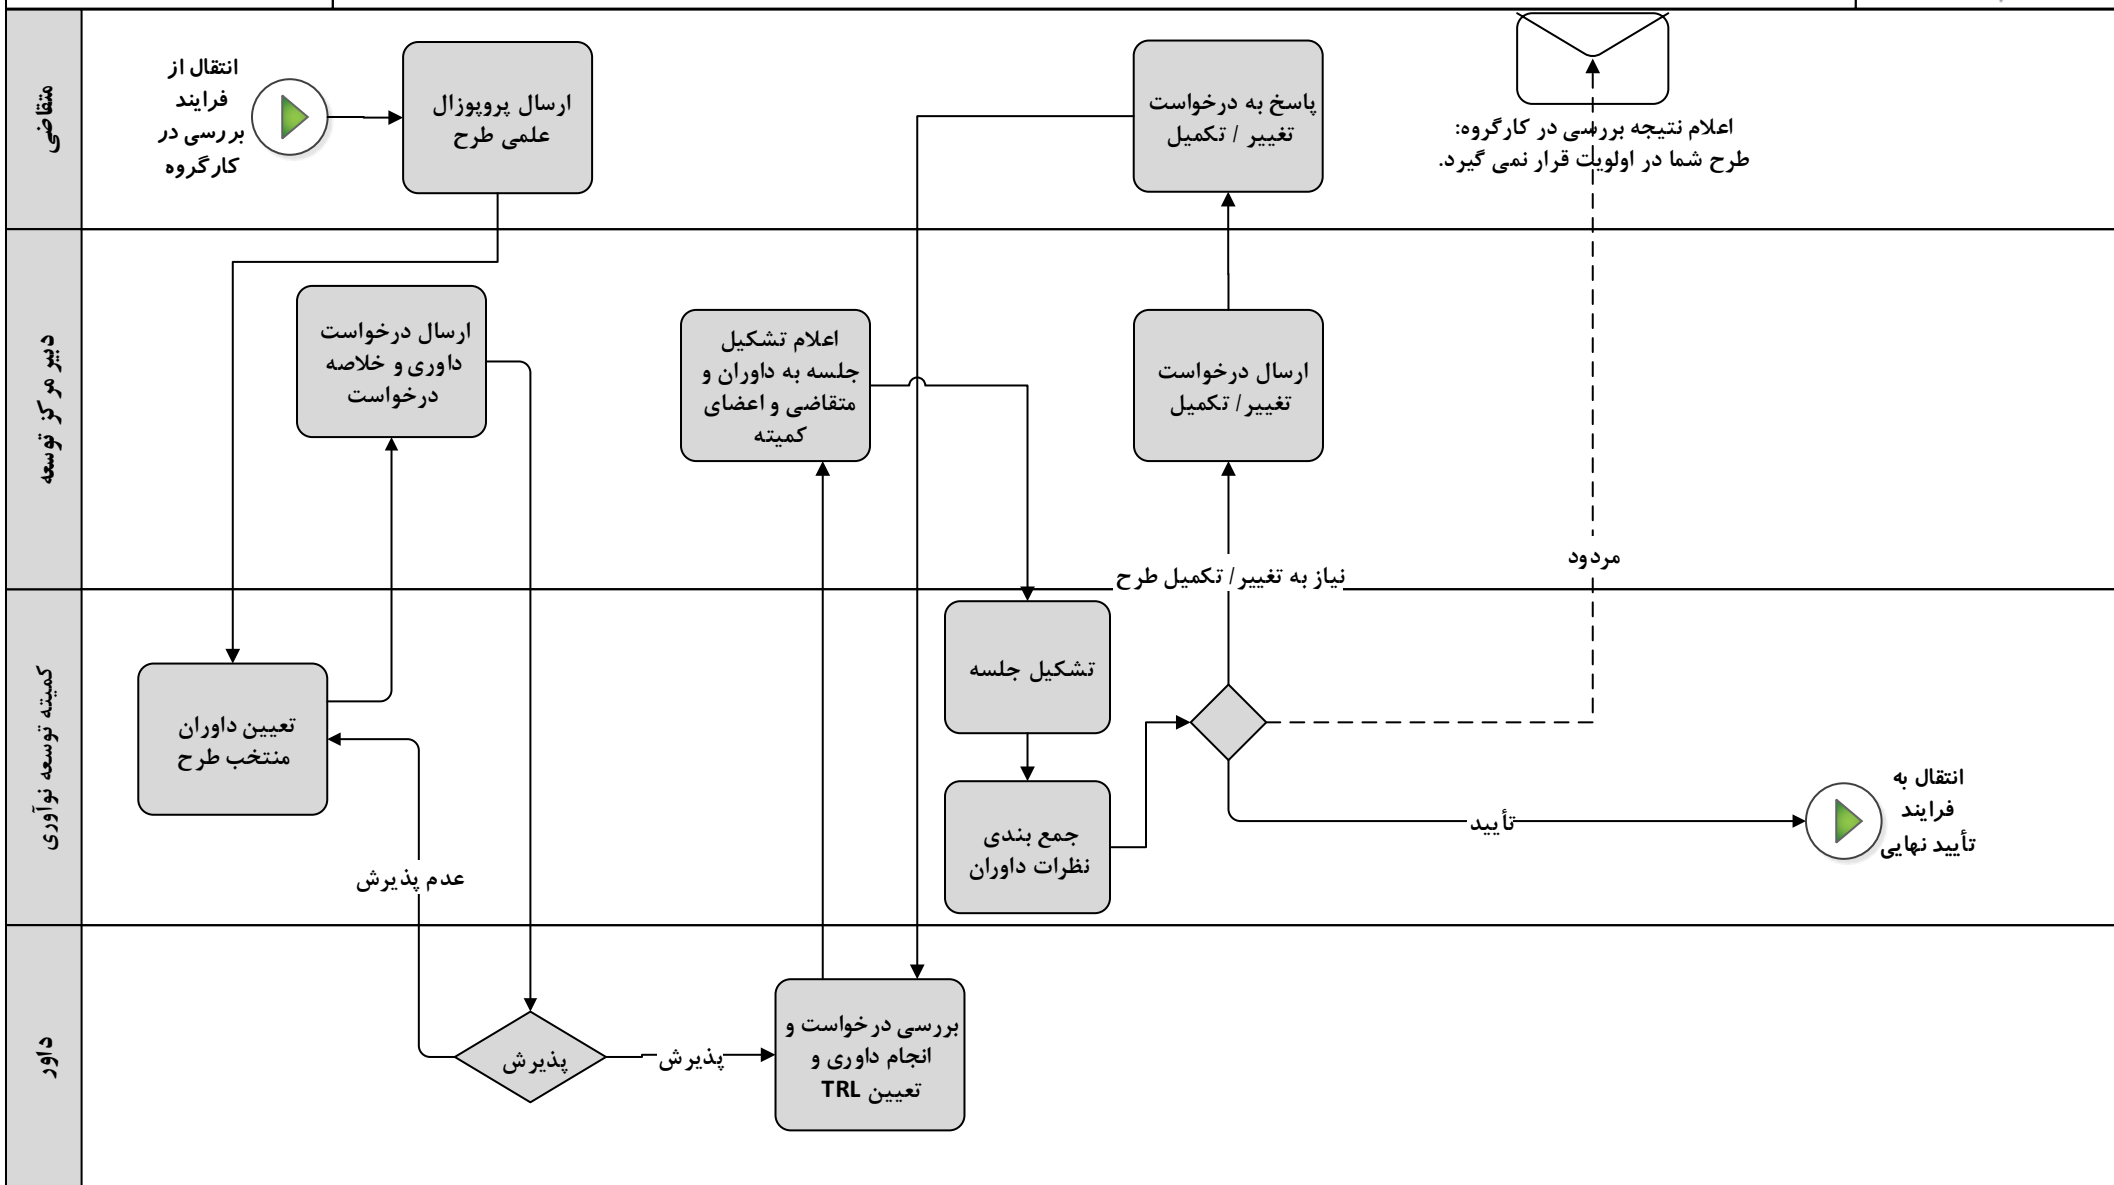 متقاضی
انتقال از
فرایند
بررسی در
کارگروه
ارسال پروپوزال
علمی طرح
پاسخ به درخواست
تغییر / تکمیل
اعلام نتیجه بررسی در کارگروه:
طرح شما در اولویت قرار نمی گیرد.
دبیر مرکز توسعه
ارسال درخواست
داوری و خلاصه
درخواست
اعلام تشکیل
جلسه به داوران و
متقاضی و اعضای
کمیته
ارسال درخواست
تغییر/ تکمیل
مردود
نیاز به تغییر/ تکمیل طرح
کمیته توسعه نوآوری
تعیین داوران
منتخب طرح
تشکیل جلسه
جمع بندی
نظرات داوران
تأیید
انتقال به
فرایند
تأیید نهایی
عدم پذیرش
داور
پذیرش
پذیرش
بررسی درخواست و
انجام داوری و
تعیین TRL